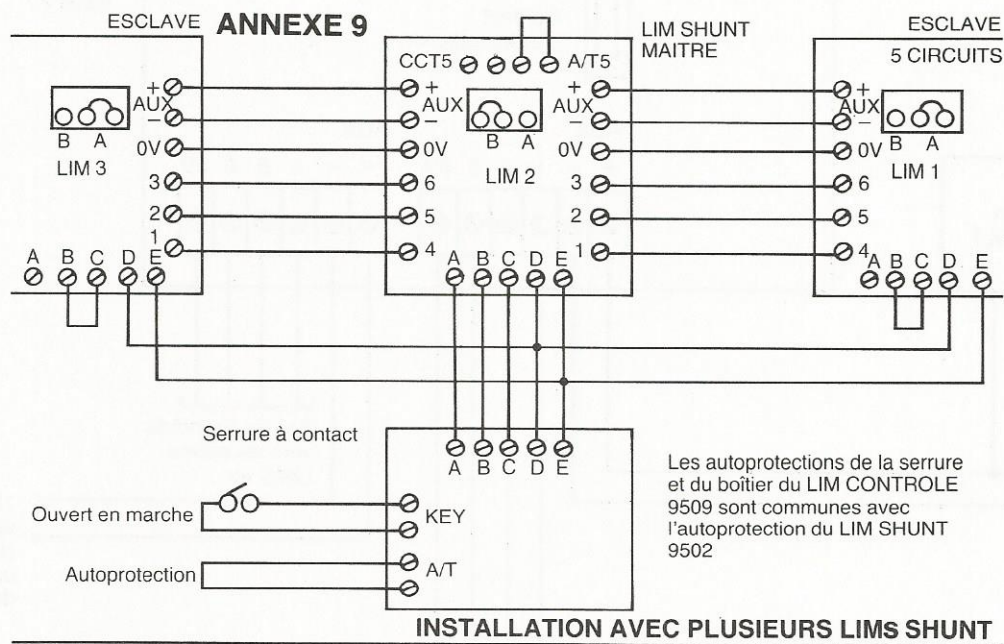 ESCLAVE
ANNEXE 9
LIM SHUNT
MAITRE
ESCLAVE
5 CIRCUITS
+
AUX
−
0V
3
2
1
B A
LIM 3
A B C D E
CCT5
A/T5
+
AUX
−
0V
6
5
4
B A
LIM 2
+
AUX
−
0V
3
2
1
A B C D E
+
AUX
−
0V
6
5
4
B A
LIM 1
A B C D E
Serrure à contact
Ouvert en marche
Autoprotection
A B C D E
KEY
A/T
Les autoprotections de la serrure
et du boîtier du LIM CONTROLE
9509 sont communes avec
l'autoprotection du LIM SHUNT
9502
INSTALLATION AVEC PLUSIEURS LIMs SHUNT